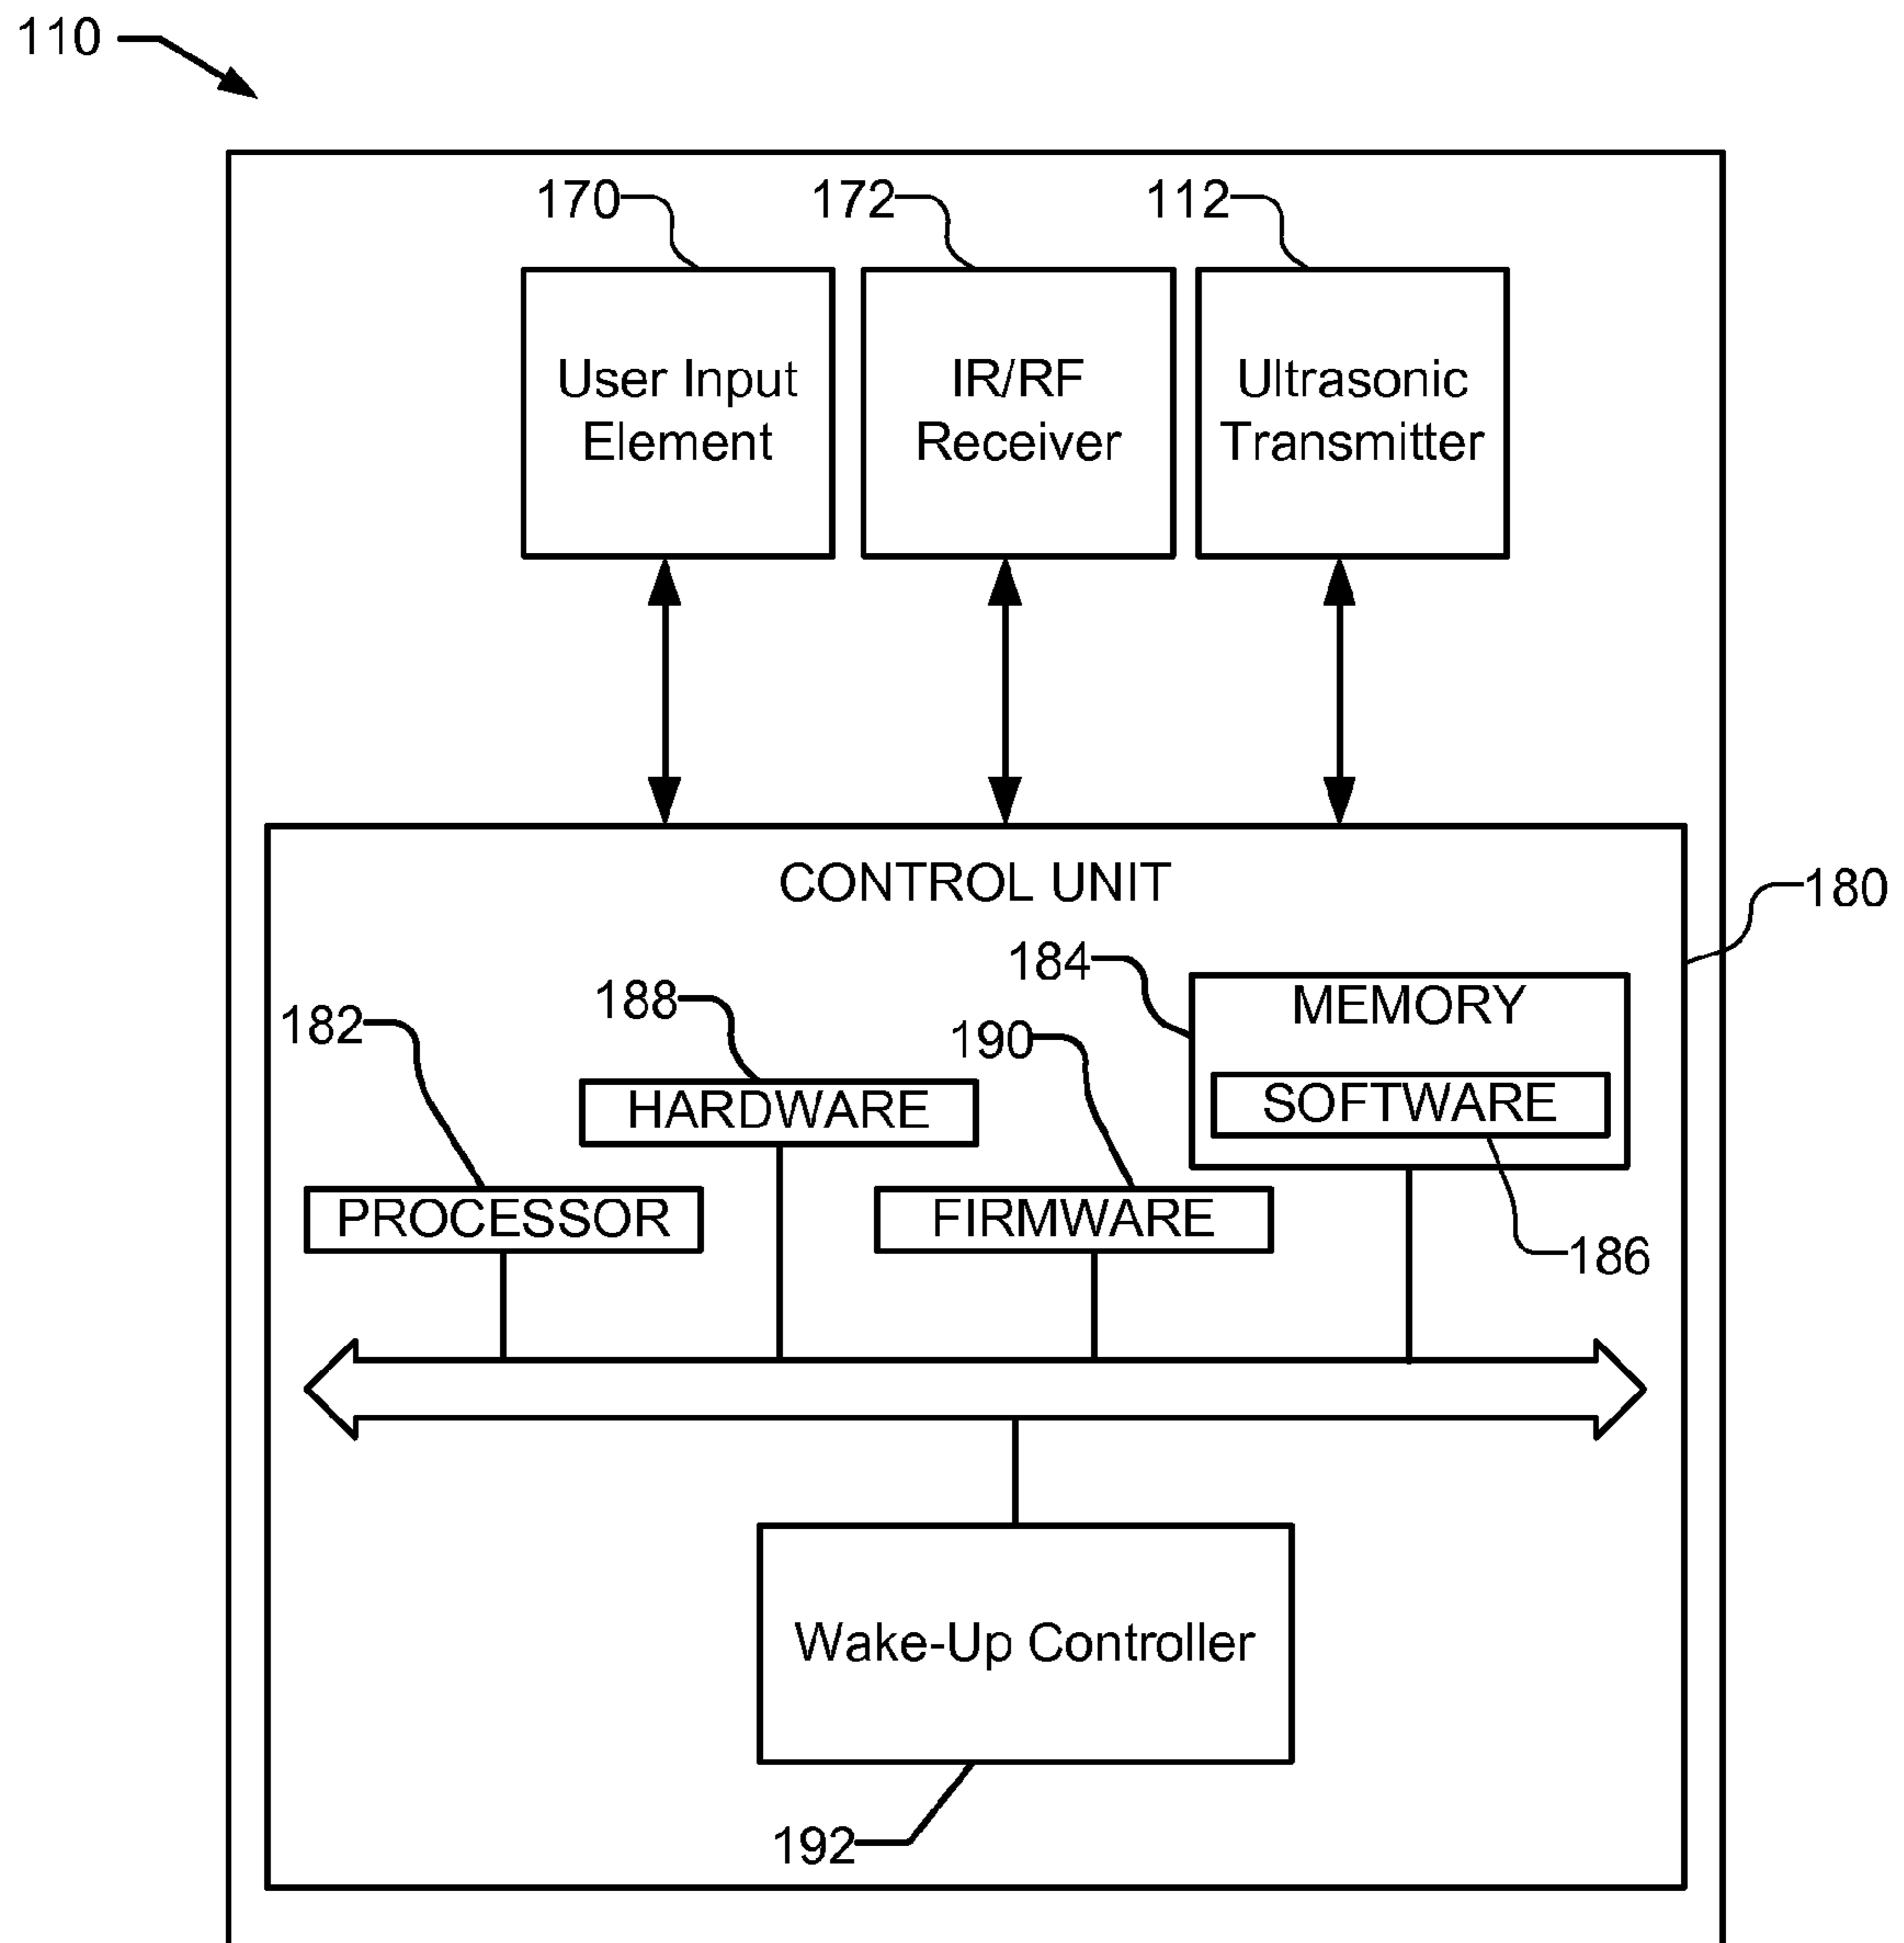 110
170
172
112
User Input
Element
IR/RF
Receiver
Ultrasonic
Transmitter
CONTROL UNIT
180
184
MEMORY
188
182
190
HARDWARE
SOFTWARE
PROCESSOR
FIRMWARE
186
Wake-Up Controller
192